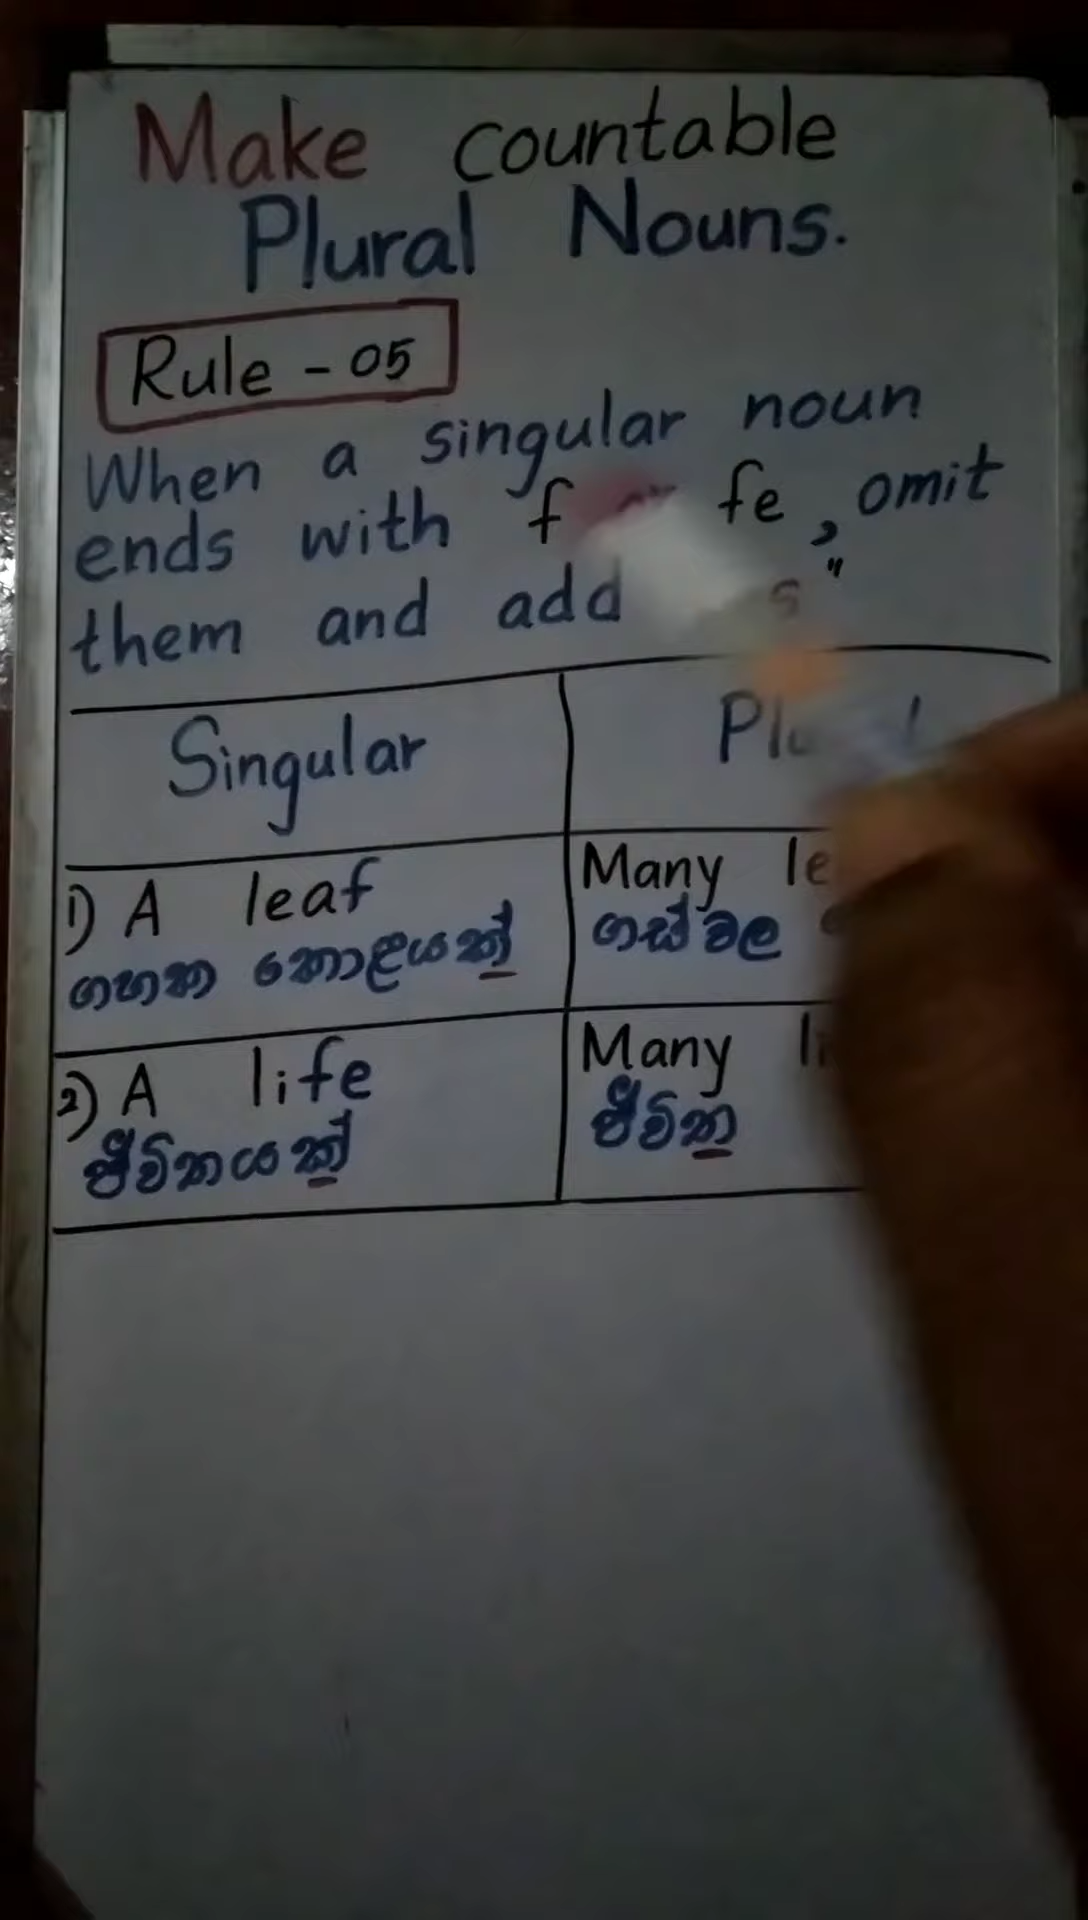 Make countable
Plural Nouns.
Rule - 05
When a singular noun
ends with f or fe , omit
them and add s"
Singular
1) A leaf
Many
ගහක කොළයක්
ගස් වල
2) A life
Many
ජීවිතයක්
ජීවිත